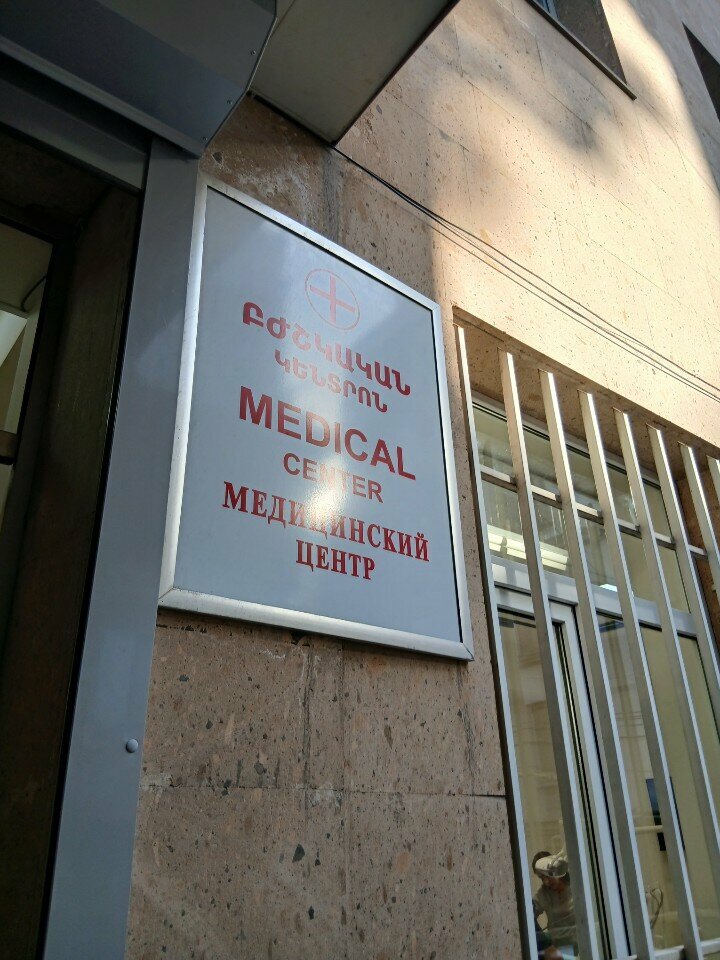 ԲԺՇԿԱԿԱՆ
ԿԵՆՏՐՈՆ
MEDICAL
CENTER
МЕДИЦИНСКИЙ
ЦЕНТР